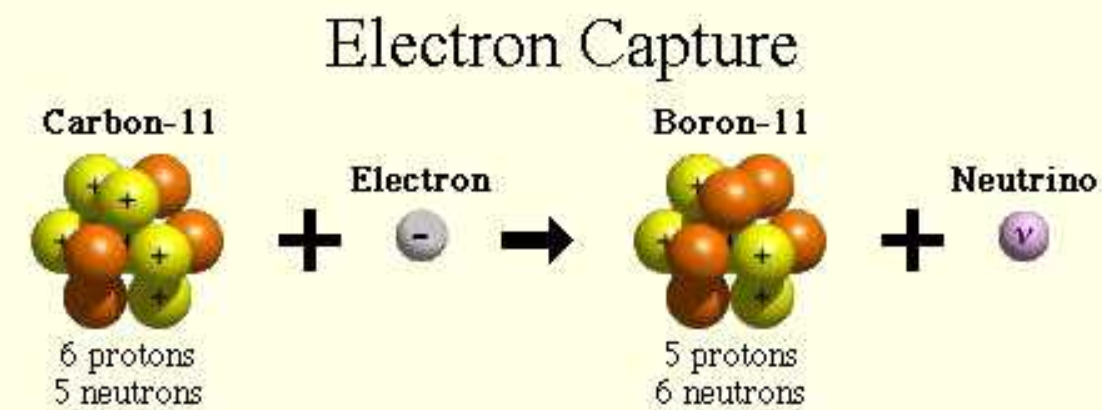 Electron Capture
Carbon-11
Electron
Boron-11
Neutrino
+ + + + +
+
-
+ + + +
+
ν
6 protons
5 neutrons
5 protons
6 neutrons